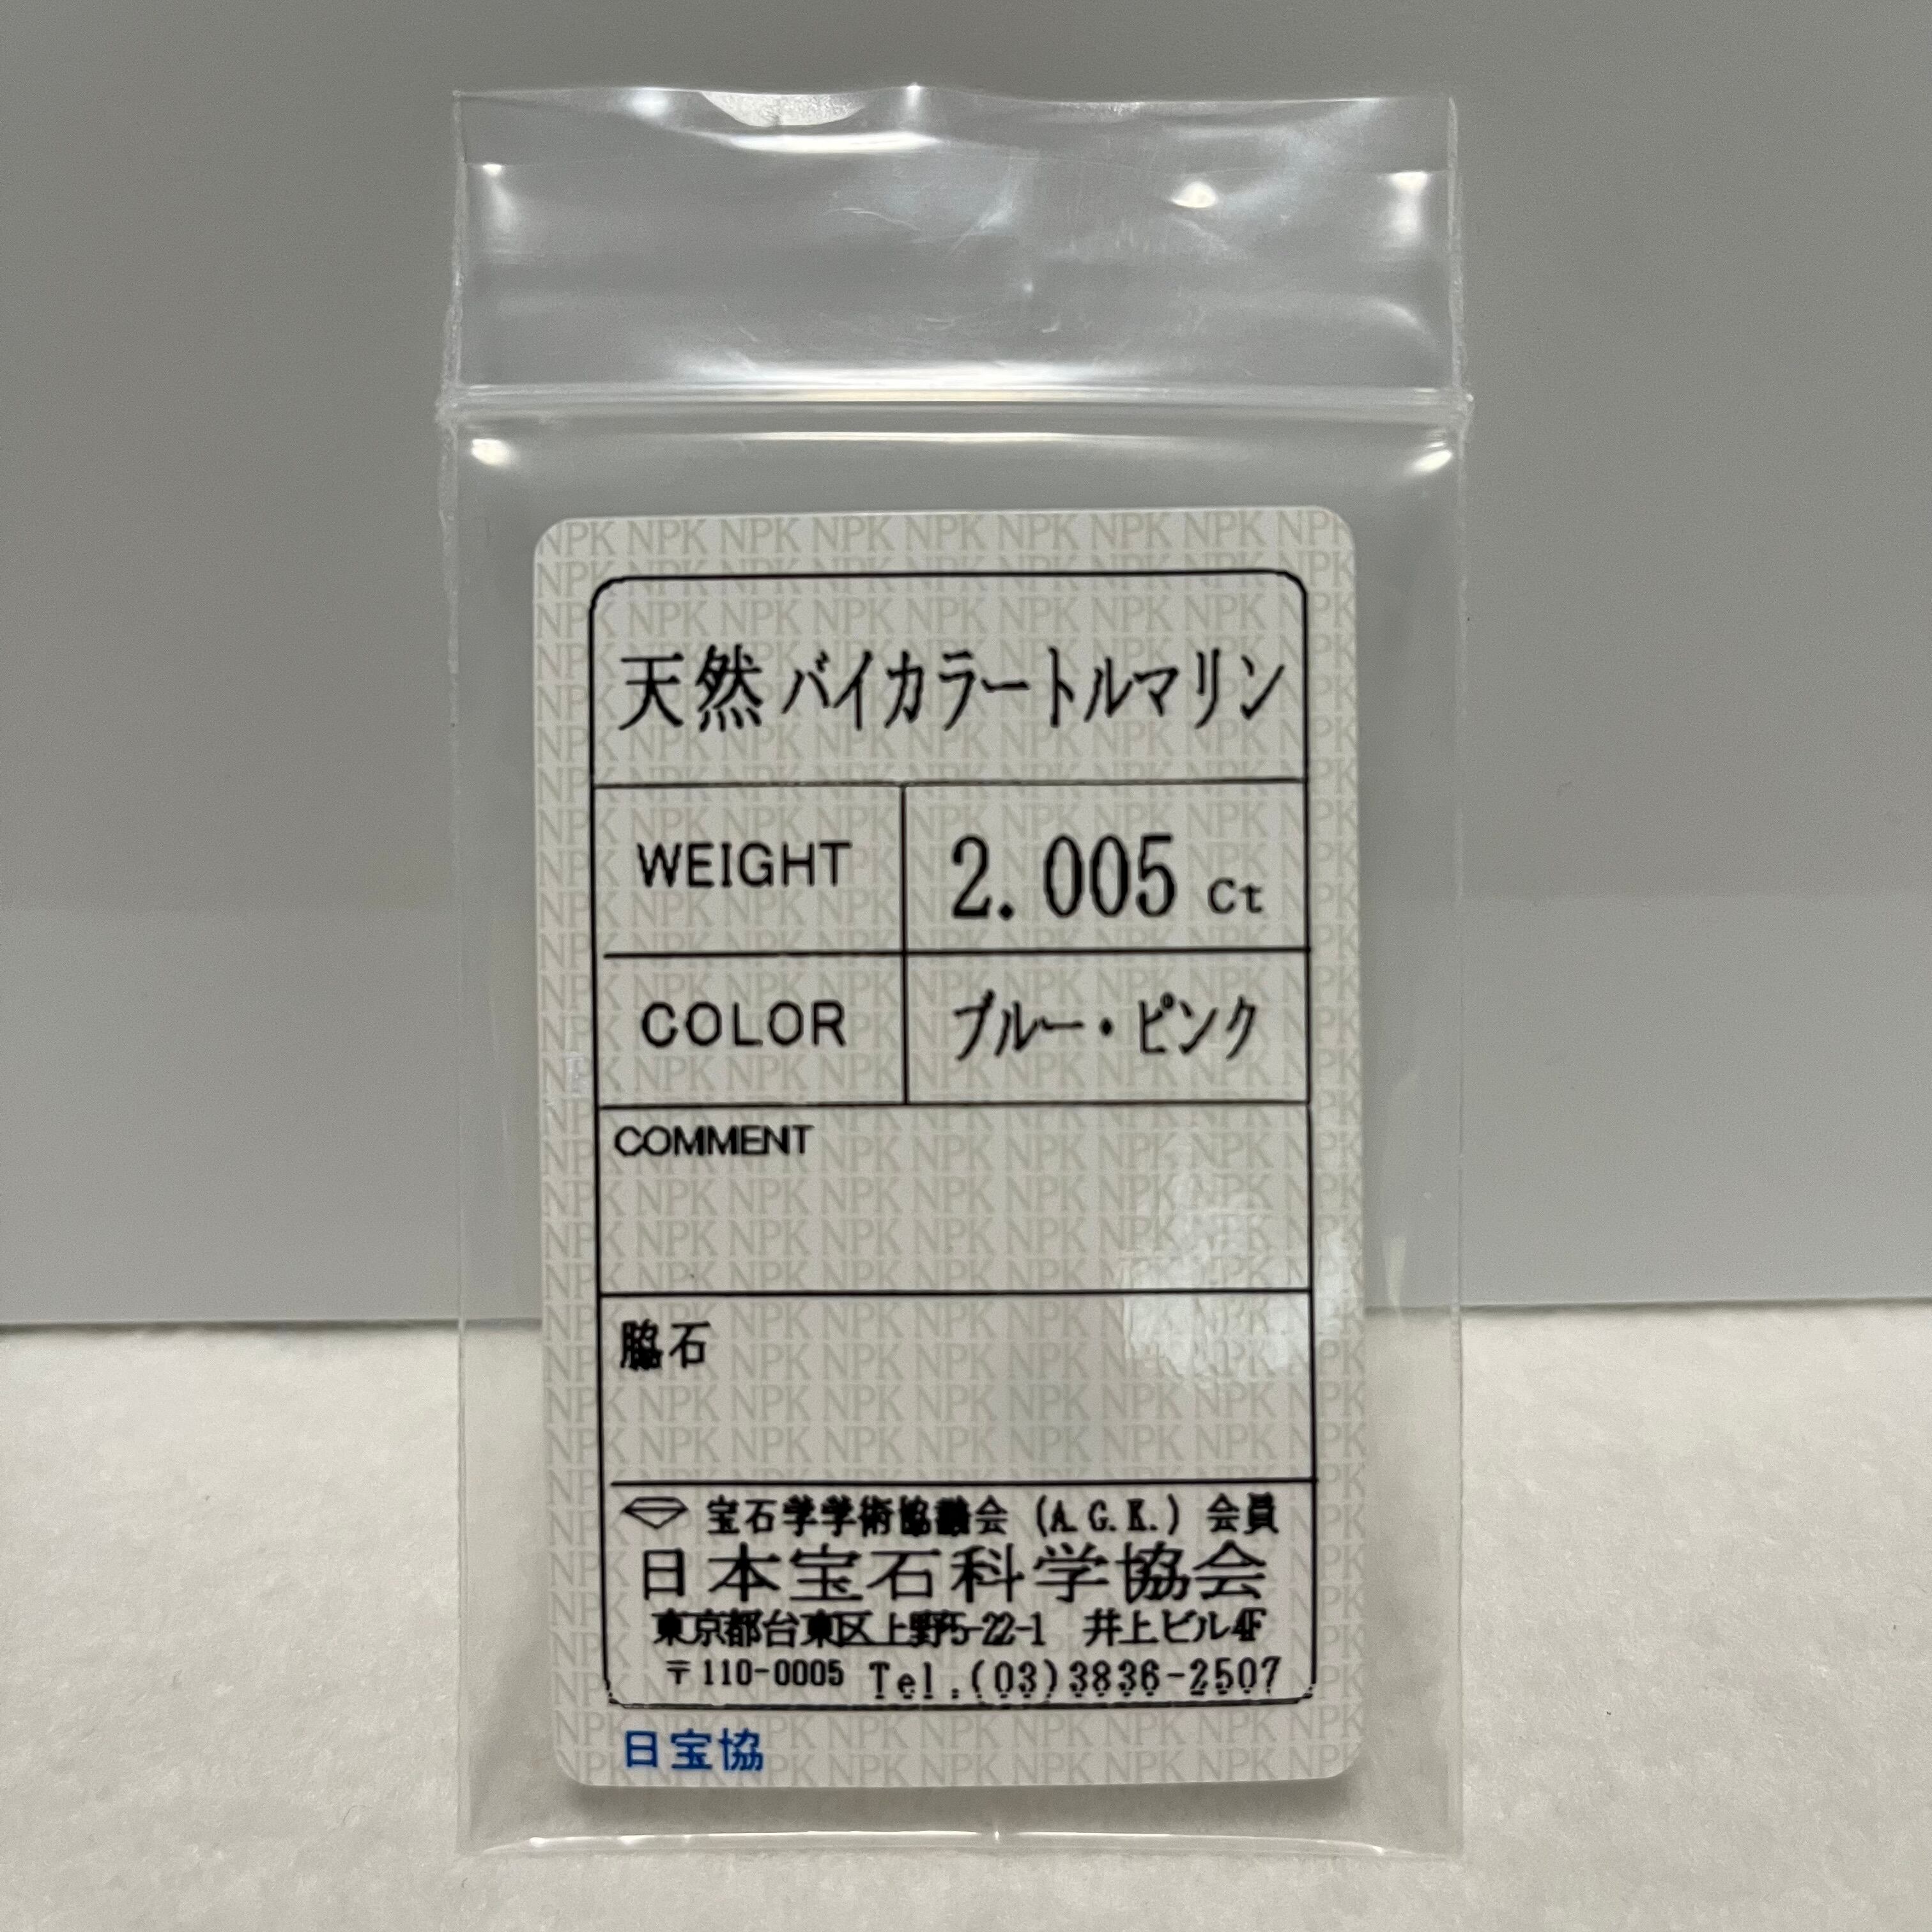 天然バイカラートルマリン
WEIGHT 2.005 Ct
COLOR ブルー・ピンク
COMMENT
脇石
宝石学学術協議会 (A.G.K.) 会員
日本宝石科学協会
東京都台東区上野5-22-1 井上ビル4F
〒110-0005 Tel.(03)3836-2507
日宝協